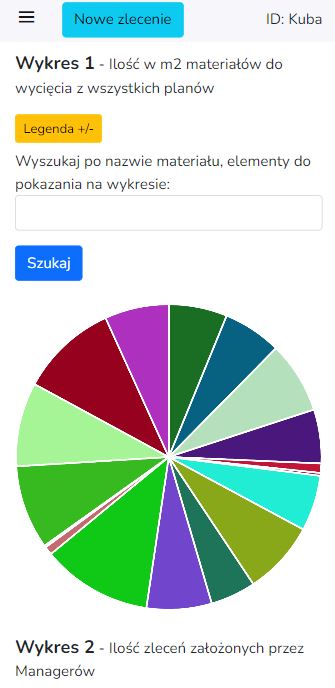 Nowe zlecenie
ID: Kuba
Wykres 1 - Ilość w m2 materiałów do
wycięcia z wszystkich planów
Legenda +/-
Wyszukaj po nazwie materiału, elementy do
pokazania na wykresie:
Szukaj
Wykres 2 - Ilość zleceń założonych przez
Managerów